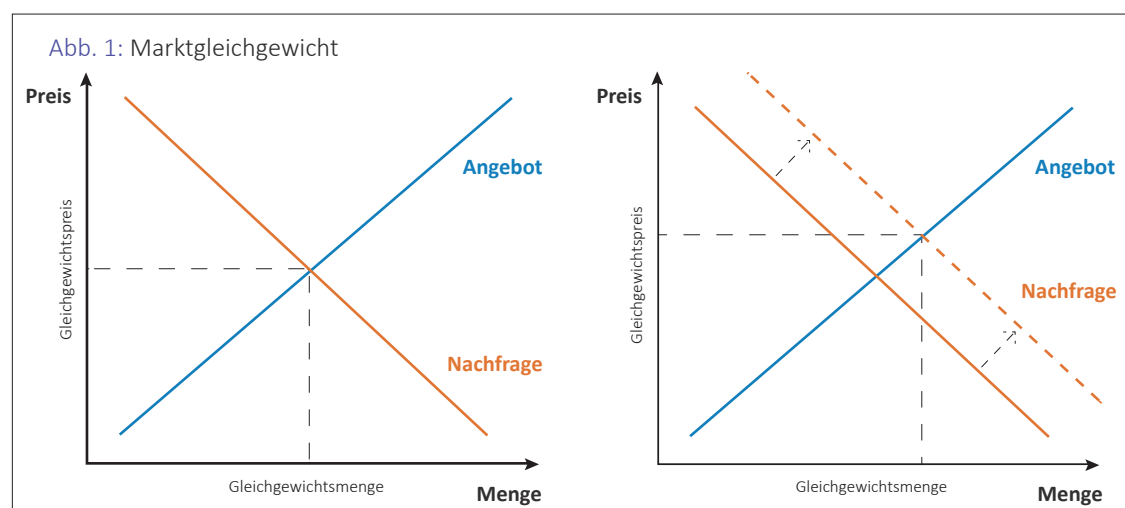 Abb. 1: Marktgleichgewicht
Preis
Gleichgewichtspreis
Angebot
Nachfrage
Gleichgewichtsmenge
Menge
Preis
Gleichgewichtspreis
Angebot
Nachfrage
Gleichgewichtsmenge
Menge